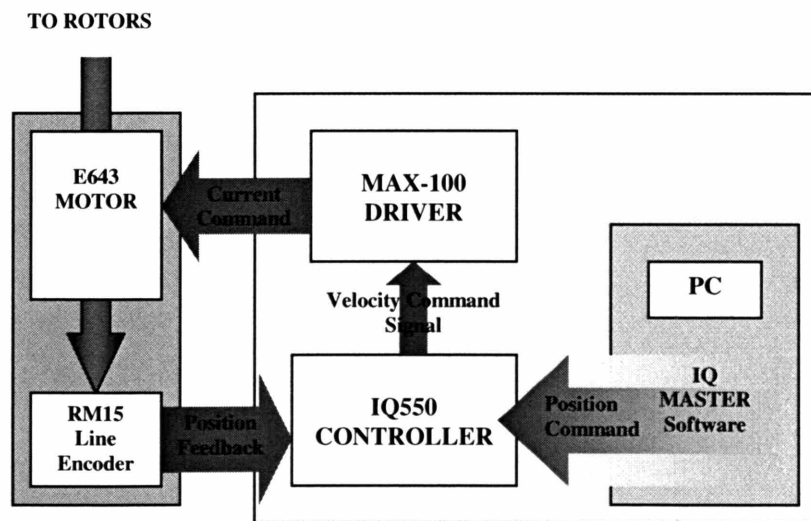 TO ROTORS
E643
MOTOR
Current
Command
MAX-100
DRIVER
PC
Velocity Command
Signal
RM15
Line
Encoder
Position
Feedback
IQ550
CONTROLLER
Position
Command
IQ
MASTER
Software